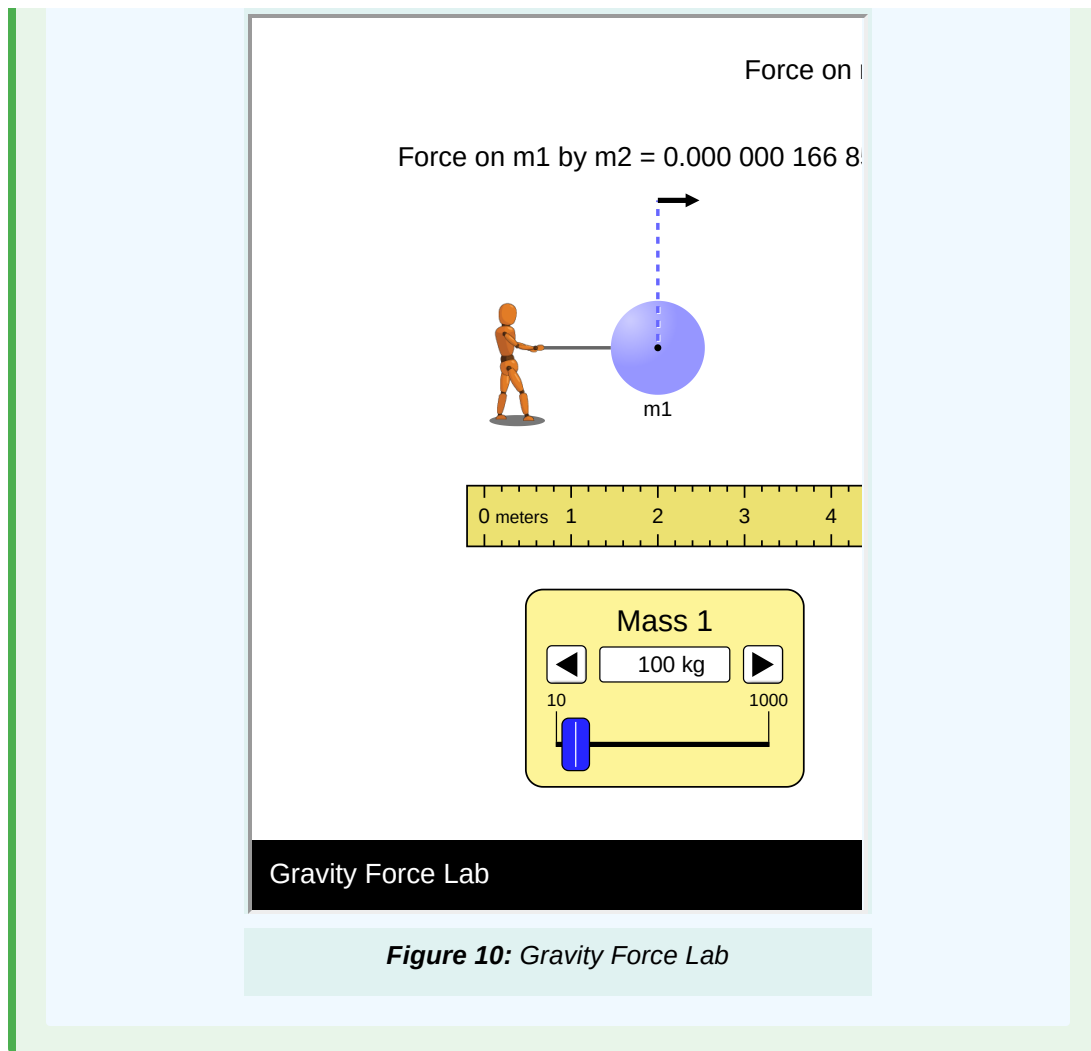 Force on
Force on m1 by m2 = 0.000 000 166 8
m1
0 meters 1 2 3 4
Mass 1
100 kg
10 1000
Gravity Force Lab
Figure 10: Gravity Force Lab